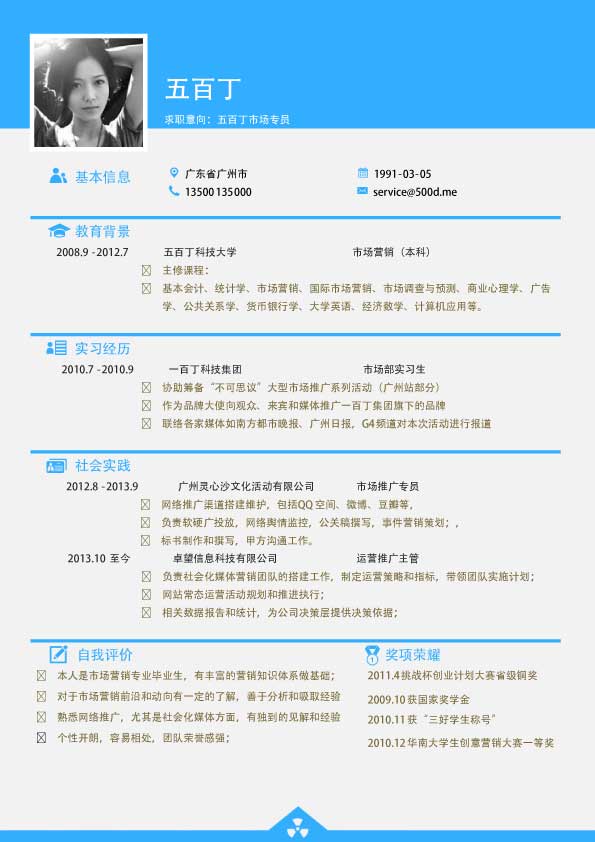 五百丁
求职意向：五百丁市场专员
基本信息
广东省广州市
1991-03-05
13500135000
service@500d.me
教育背景
2008.9 -2012.7 五百丁科技大学 市场营销（本科）
主修课程：
基本会计、统计学、市场营销、国际市场营销、市场调查与预测、商业心理学、广告
学、公共关系学、货币银行学、大学英语、经济数学、计算机应用等。
实习经历
2010.7 -2010.9 一百丁科技集团 市场部实习生
协助筹备“不可思议”大型市场推广系列活动（广州站部分）
作为品牌大使向观众、来宾和媒体推广一百丁集团旗下的品牌
联络各家媒体如南方都市晚报、广州日报，G4频道对本次活动进行报道
社会实践
2012.8 -2013.9 广州灵心沙文化活动有限公司 市场推广专员
网络推广渠道搭建维护，包括QQ空间、微博、豆瓣等，
负责软硬广投放，网络舆情监控，公关稿撰写，事件营销策划；，
标书制作和撰写，甲方沟通工作。
2013.10 至今 卓望信息科技有限公司 运营推广主管
负责社会化媒体营销团队的搭建工作，制定运营策略和指标，带领团队实施计划；
网站常态运营活动规划和推进执行；
相关数据报告和统计，为公司决策层提供决策依据；
自我评价
本人是市场营销专业毕业生，有丰富的营销知识体系做基础；
对于市场营销前沿和动向有一定的了解，善于分析和吸取经验
熟悉网络推广，尤其是社会化媒体方面，有独到的见解和经验
个性开朗，容易相处，团队荣誉感强；
奖项荣耀
2011.4挑战杯创业计划大赛省级铜奖
2009.10获国家奖学金
2010.11获“三好学生称号”
2010.12华南大学生创意营销大赛一等奖